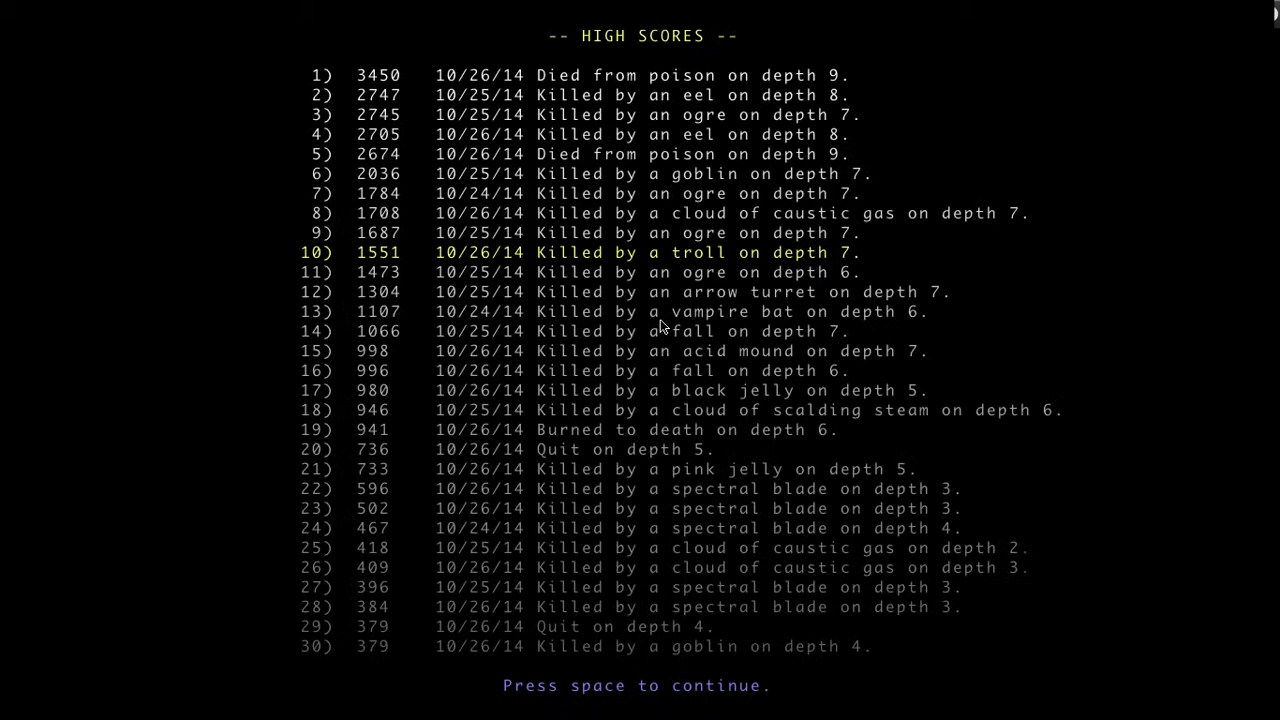 -- HIGH SCORES --
1) 3450 10/26/14 Died from poison on depth 9.
2) 2747 10/25/14 Killed by an eel on depth 8.
3) 2745 10/25/14 Killed by an ogre on depth 7.
4) 2705 10/26/14 Killed by an eel on depth 8.
5) 2674 10/26/14 Died from poison on depth 9.
6) 2036 10/25/14 Killed by a goblin on depth 7.
7) 1784 10/24/14 Killed by an ogre on depth 7.
8) 1708 10/26/14 Killed by a cloud of caustic gas on depth 7.
9) 1687 10/25/14 Killed by an ogre on depth 7.
10) 1551 10/26/14 Killed by a troll on depth 7.
11) 1473 10/25/14 Killed by an ogre on depth 6.
12) 1304 10/25/14 Killed by an arrow turret on depth 7.
13) 1107 10/24/14 Killed by a vampire bat on depth 6.
14) 1066 10/25/14 Killed by a fall on depth 7.
15) 998 10/26/14 Killed by an acid mound on depth 7.
16) 996 10/26/14 Killed by a fall on depth 6.
17) 980 10/26/14 Killed by a black jelly on depth 5.
18) 946 10/25/14 Killed by a cloud of scalding steam on depth 6.
19) 941 10/26/14 Burned to death on depth 6.
20) 736 10/26/14 Quit on depth 5.
21) 733 10/26/14 Killed by a pink jelly on depth 5.
22) 596 10/26/14 Killed by a spectral blade on depth 3.
23) 502 10/26/14 Killed by a spectral blade on depth 3.
24) 467 10/24/14 Killed by a spectral blade on depth 4.
25) 418 10/25/14 Killed by a cloud of caustic gas on depth 2.
26) 409 10/26/14 Killed by a cloud of caustic gas on depth 3.
27) 396 10/25/14 Killed by a spectral blade on depth 3.
28) 384 10/26/14 Killed by a spectral blade on depth 3.
29) 379 10/26/14 Quit on depth 4.
30) 379 10/26/14 Killed by a goblin on depth 4.
Press space to continue.